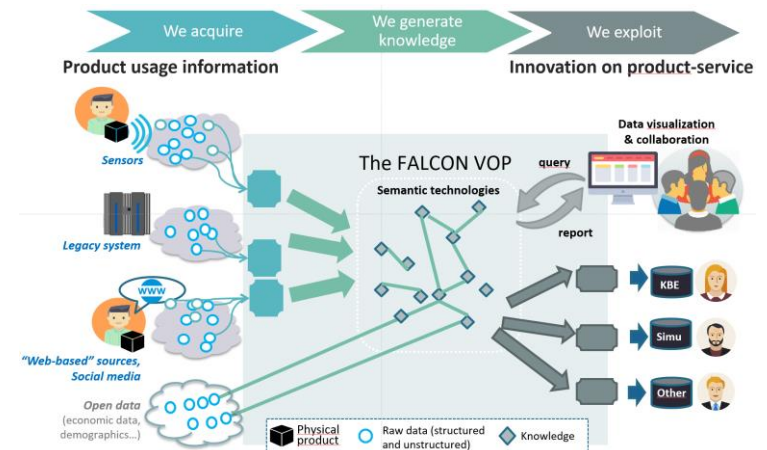 We acquire
We generate
knowledge
We exploit
Product usage information
Innovation on product-service
Sensors
Legacy system
www
"Web-based" sources,
Social media
Open data
(economic data,
demographics...)
The FALCON VOP
Semantic technologies
query
report
Data visualization
& collaboration
KBE
Simu
Other
Physical
product
Raw data (structured
and unstructured)
Knowledge